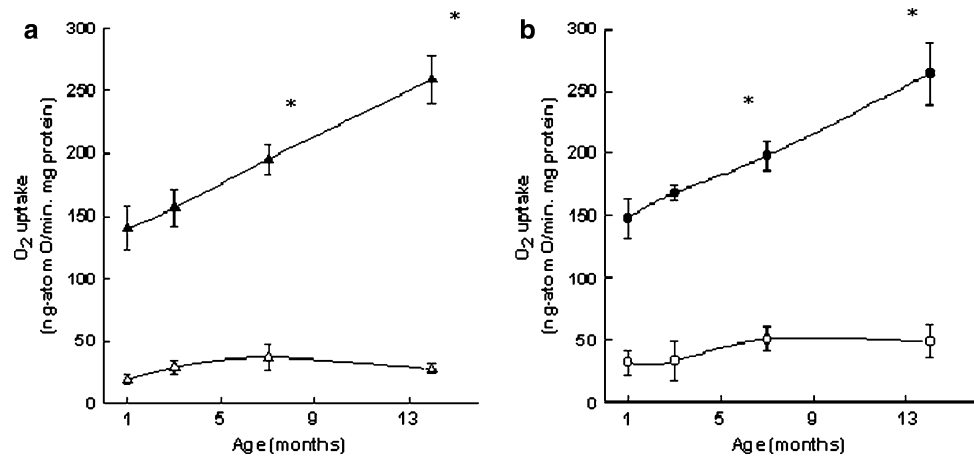 a
*
*
300
250
200
150
100
50
0
O2 uptake
(ng-atom O/min. mg protein)
1 5 9 13
Age (months)
b
*
*
300
250
200
150
100
50
0
O2 uptake
(ng-atom O/min. mg protein)
1 5 9 13
Age (months)